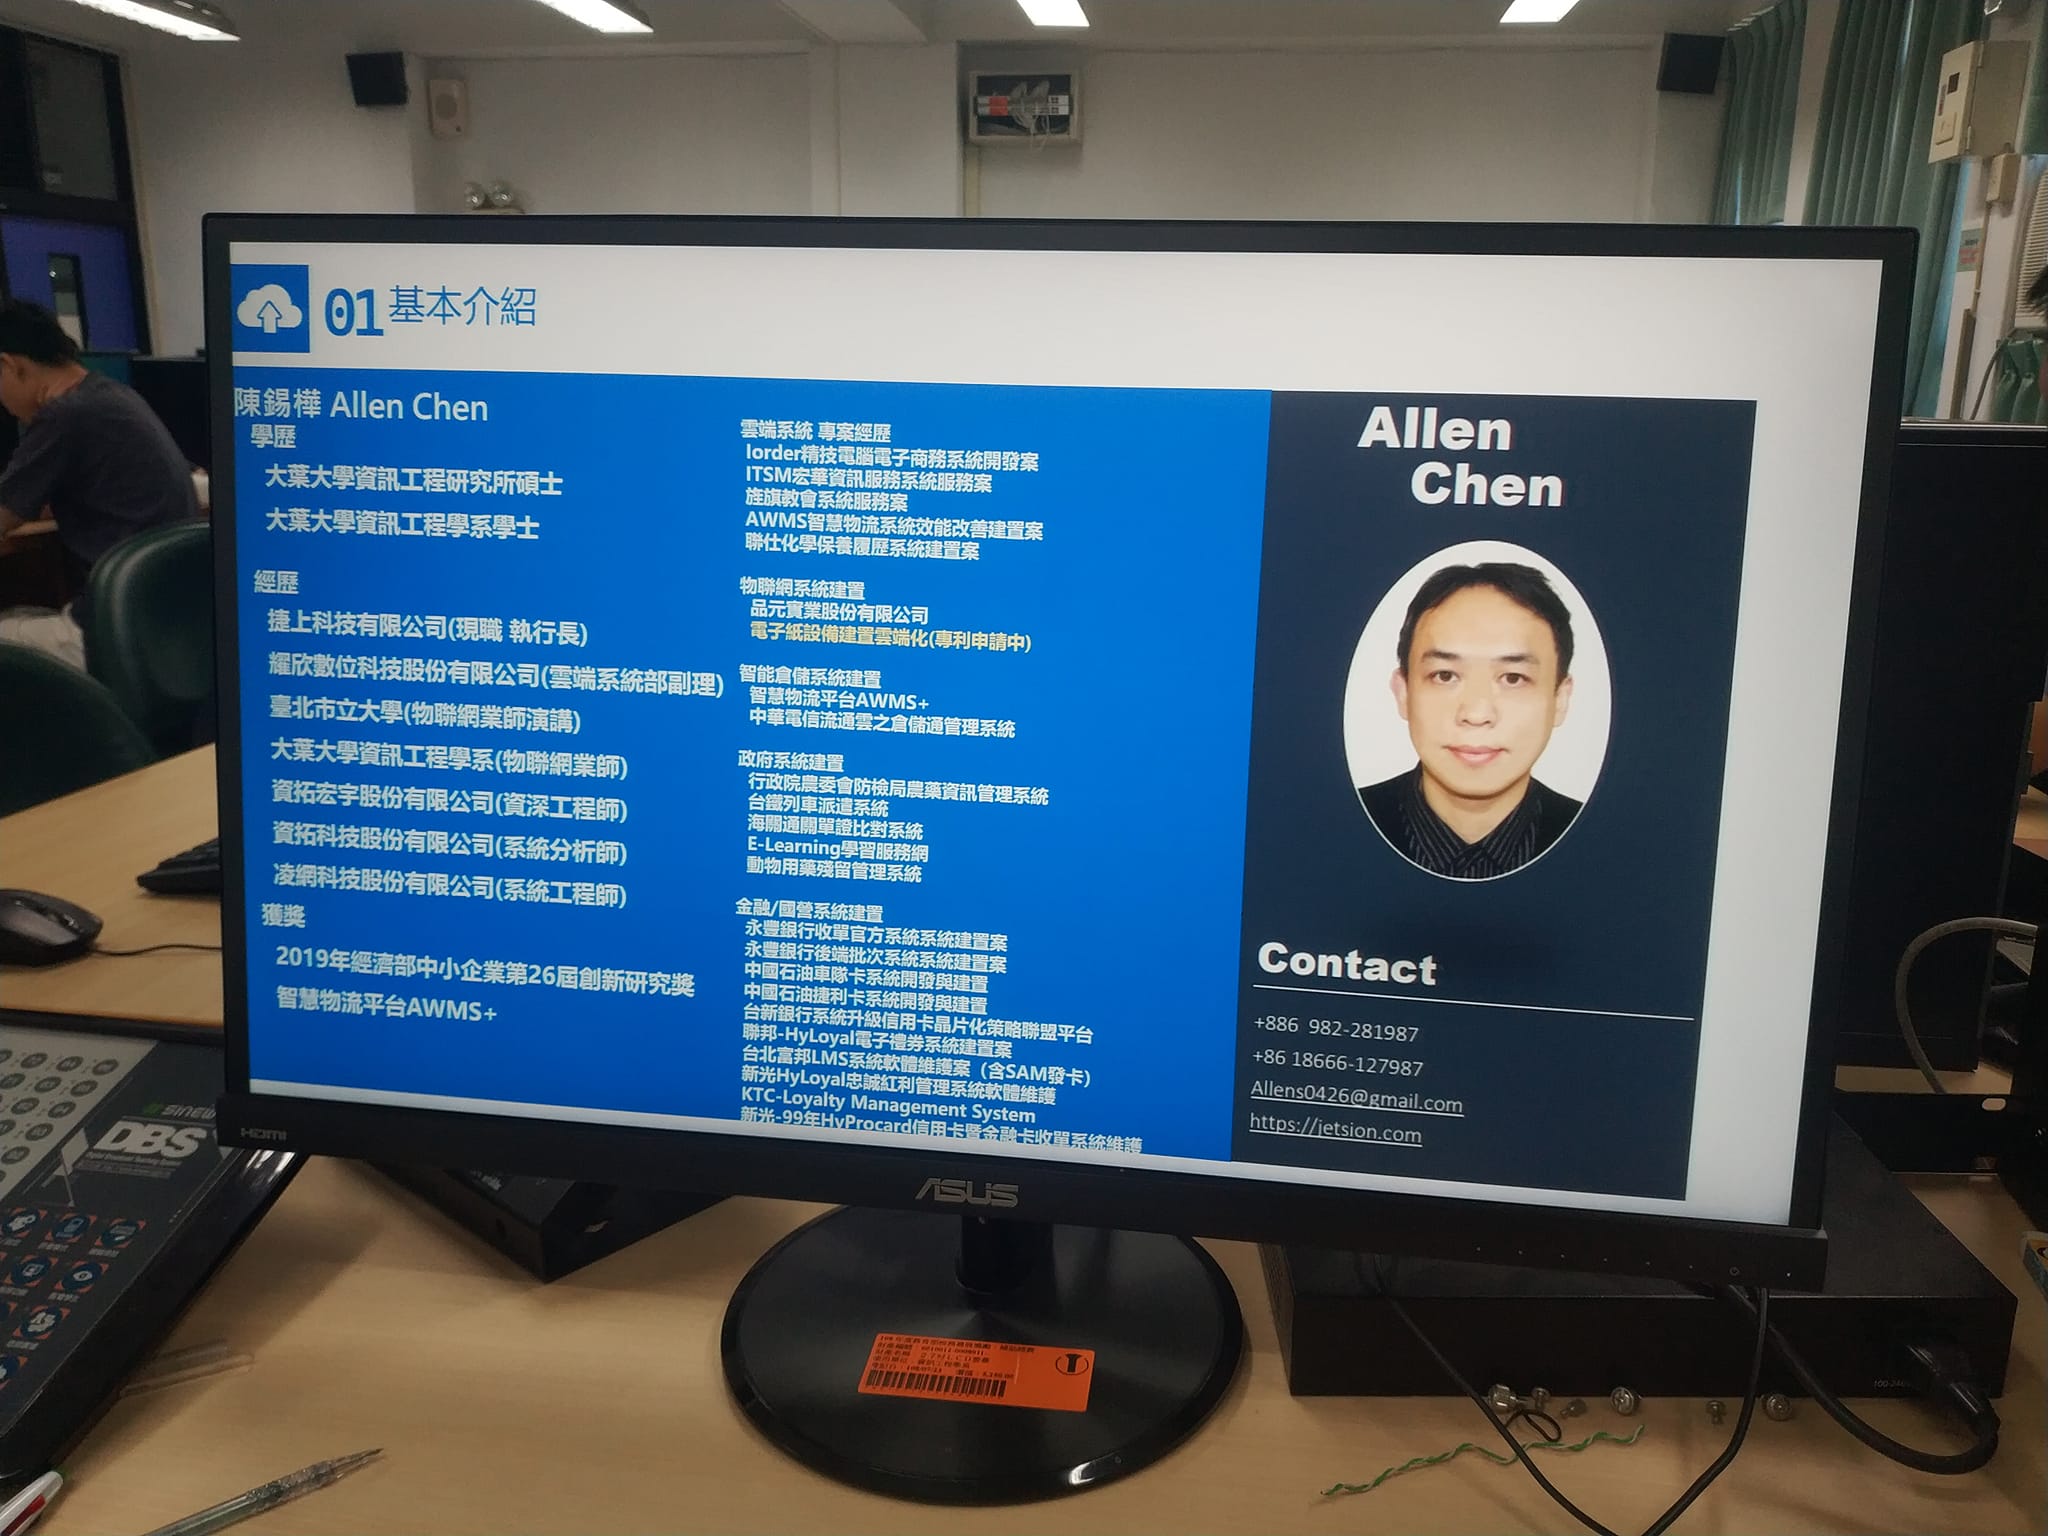 01 基本介紹
陳錫樺 Allen Chen
學歷
大葉大學資訊工程研究所碩士
大葉大學資訊工程學系學士
經歷
捷上科技有限公司(現職 執行長)
耀欣數位科技股份有限公司(雲端系統部副理)
臺北市立大學(物聯網業師演講)
大葉大學資訊工程學系(物聯網業師)
資拓宏宇股份有限公司(資深工程師)
資拓科技股份有限公司(系統分析師)
凌網科技股份有限公司(系統工程師)
獲獎
2019年經濟部中小企業第26屆創新研究獎
智慧物流平台AWMS+
雲端系統 專案經歷
Iorder精技電腦電子商務系統開發案
ITSM宏華資訊服務系統服務案
旌旗教會系統服務案
AWMS智慧物流系統效能改善建置案
聯仕化學保養履歷系統建置案
物聯網系統建置
品元實業股份有限公司
電子紙設備建置雲端化(專利申請中)
智能倉儲系統建置
智慧物流平台AWMS+
中華電信流通雲之倉儲通管理系統
政府系統建置
行政院農委會防檢局農藥資訊管理系統
台鐵列車派遣系統
海關通關單證比對系統
E-Learning學習服務網
動物用藥殘留管理系統
金融/國營系統建置
永豐銀行收單官方系統系統建置案
永豐銀行後端批次系統系統建置案
中國石油車隊卡系統開發與建置
中國石油捷利卡系統開發與建置
台新銀行系統升級信用卡晶片化策略聯盟平台
聯邦-HyLoyal電子禮券系統建置案
台北富邦LMS系統軟體維護案（含SAM發卡）
新光HyLoyal忠誠紅利管理系統軟體維護
KTC-Loyalty Management System
新光-99年HyProcard信用卡暨金融卡收單系統維護
Allen
Chen
Contact
+886 982-281987
+86 18666-127987
Allens0426@gmail.com
https://jetsion.com
HDMI
ASUS
DBS